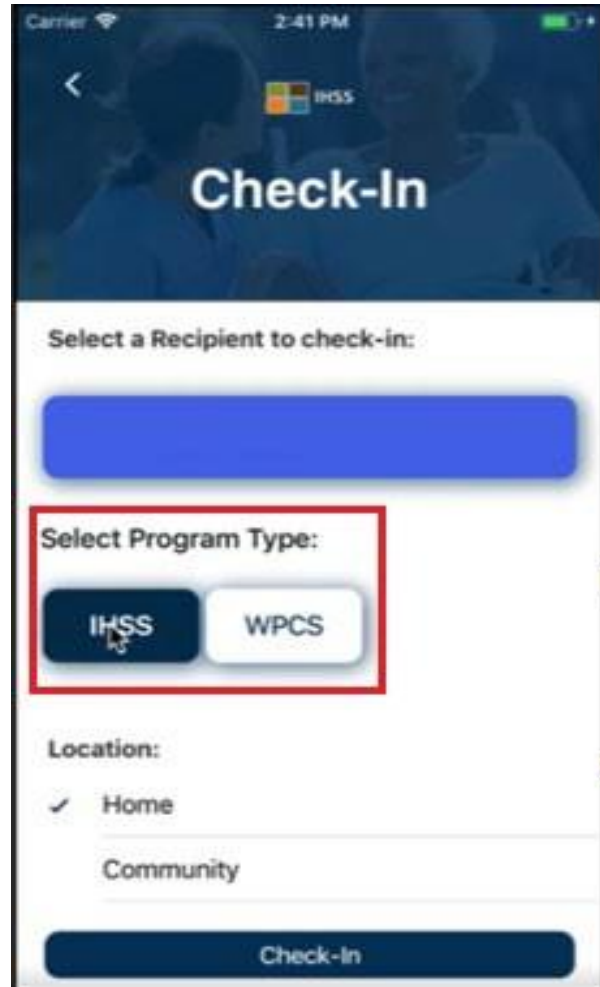 Carrier 2:41 PM
IHSS
Check-In
Select a Recipient to check-in:
Select Program Type:
IHSS WPCS
Location:
Home
Community
Check-In